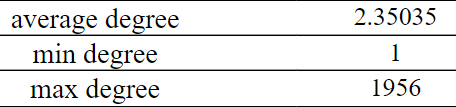 average degree 2.35035
min degree 1
max degree 1956